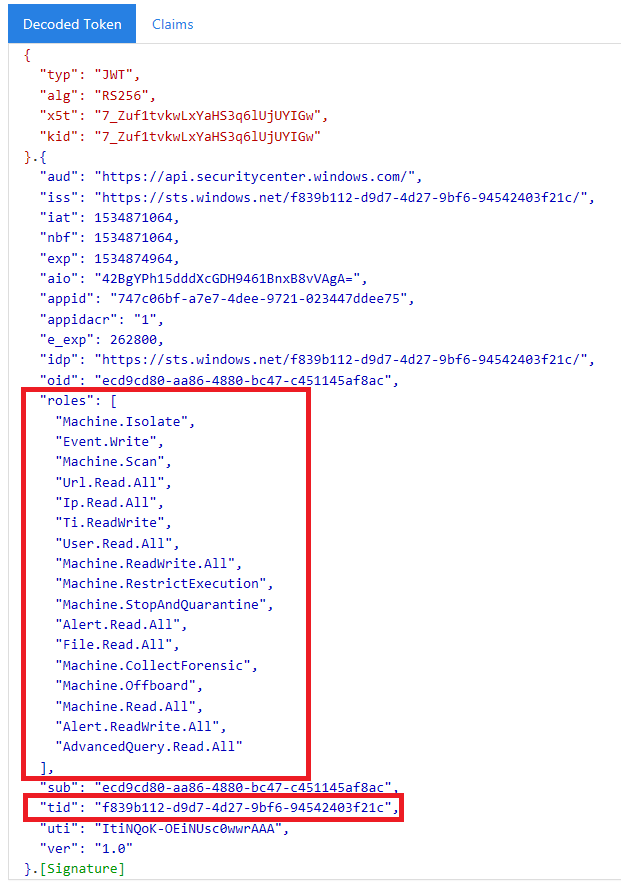 Decoded Token Claims
{
"typ": "JWT",
"alg": "RS256",
"x5t": "7_Zuf1tvkwLxYaHS3q6lUjUYIGw",
"kid": "7_Zuf1tvkwLxYaHS3q6lUjUYIGw"
}.{
"aud": "https://api.securitycenter.windows.com/",
"iss": "https://sts.windows.net/f839b112-d9d7-4d27-9bf6-94542403f21c/",
"iat": 1534871064,
"nbf": 1534871064,
"exp": 1534874964,
"aio": "42BgYPh15dddXcGDH9461BnxB8vVAgA=",
"appid": "747c06bf-a7e7-4dee-9721-023447ddee75",
"appidacr": "1",
"e_exp": 262800,
"idp": "https://sts.windows.net/f839b112-d9d7-4d27-9bf6-94542403f21c/",
"oid": "ecd9cd80-aa86-4880-bc47-c451145af8ac",
"roles": [
"Machine.Isolate",
"Event.Write",
"Machine.Scan",
"Url.Read.All",
"Ip.Read.All",
"Ti.ReadWrite",
"User.Read.All",
"Machine.ReadWrite.All",
"Machine.RestrictExecution",
"Machine.StopAndQuarantine",
"Alert.Read.All",
"File.Read.All",
"Machine.CollectForensic",
"Machine.Offboard",
"Machine.Read.All",
"Alert.ReadWrite.All",
"AdvancedQuery.Read.All"
],
"sub": "ecd9cd80-aa86-4880-bc47-c451145af8ac",
"tid": "f839b112-d9d7-4d27-9bf6-94542403f21c",
"uti": "ItiNQoK-OEiNUsc0wwrAAA",
"ver": "1.0"
}.[Signature]